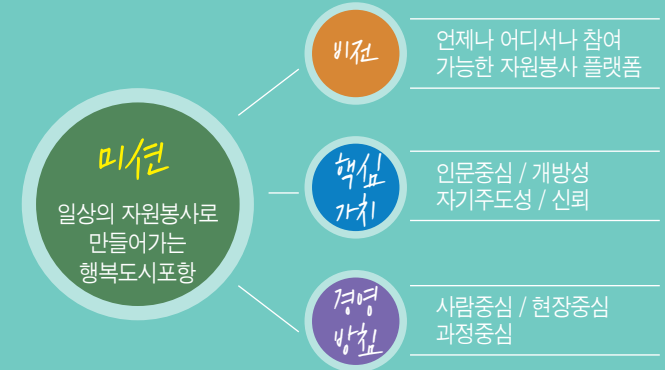 미션
일상의 자원봉사로
만들어가는
행복도시포항
비전
언제나 어디서나 참여
가능한 자원봉사 플랫폼
핵심
가치
인문중심 / 개방성
자기주도성 / 신뢰
경영
방침
사람중심 / 현장중심
과정중심